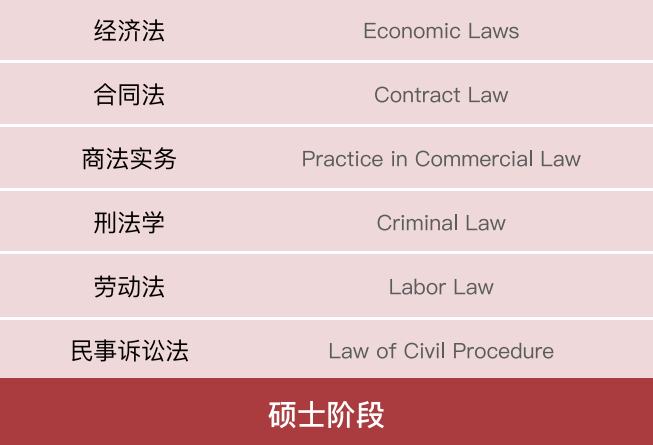 经济法 Economic Laws
合同法 Contract Law
商法实务 Practice in Commercial Law
刑法学 Criminal Law
劳动法 Labor Law
民事诉讼法 Law of Civil Procedure
硕士阶段